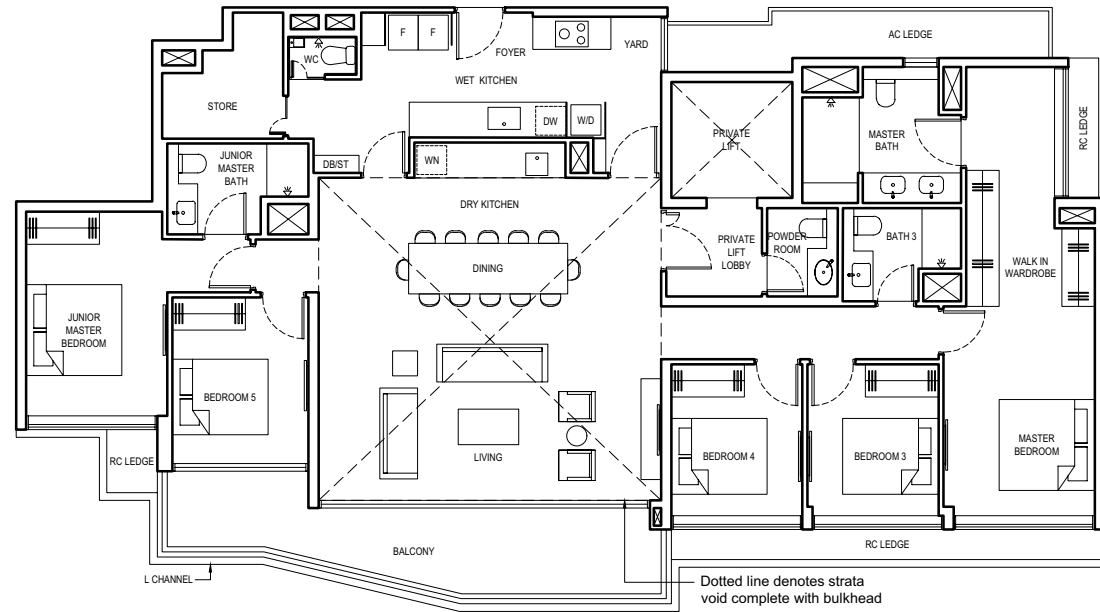 F
F
FOYER
YARD
AC LEDGE
WC
WET KITCHEN
STORE
DW
W/D
PRIVATE
LIFT
MASTER
BATH
RC LEDGE
JUNIOR
MASTER
BATH
DB/ST
WN
DRY KITCHEN
PRIVATE
LIFT
LOBBY
POWDER
ROOM
BATH 3
WALK IN
WARDROBE
DINING
JUNIOR
MASTER
BEDROOM
BEDROOM 5
LIVING
BEDROOM 4
BEDROOM 3
MASTER
BEDROOM
RC LEDGE
BALCONY
RC LEDGE
L CHANNEL
Dotted line denotes strata
void complete with bulkhead